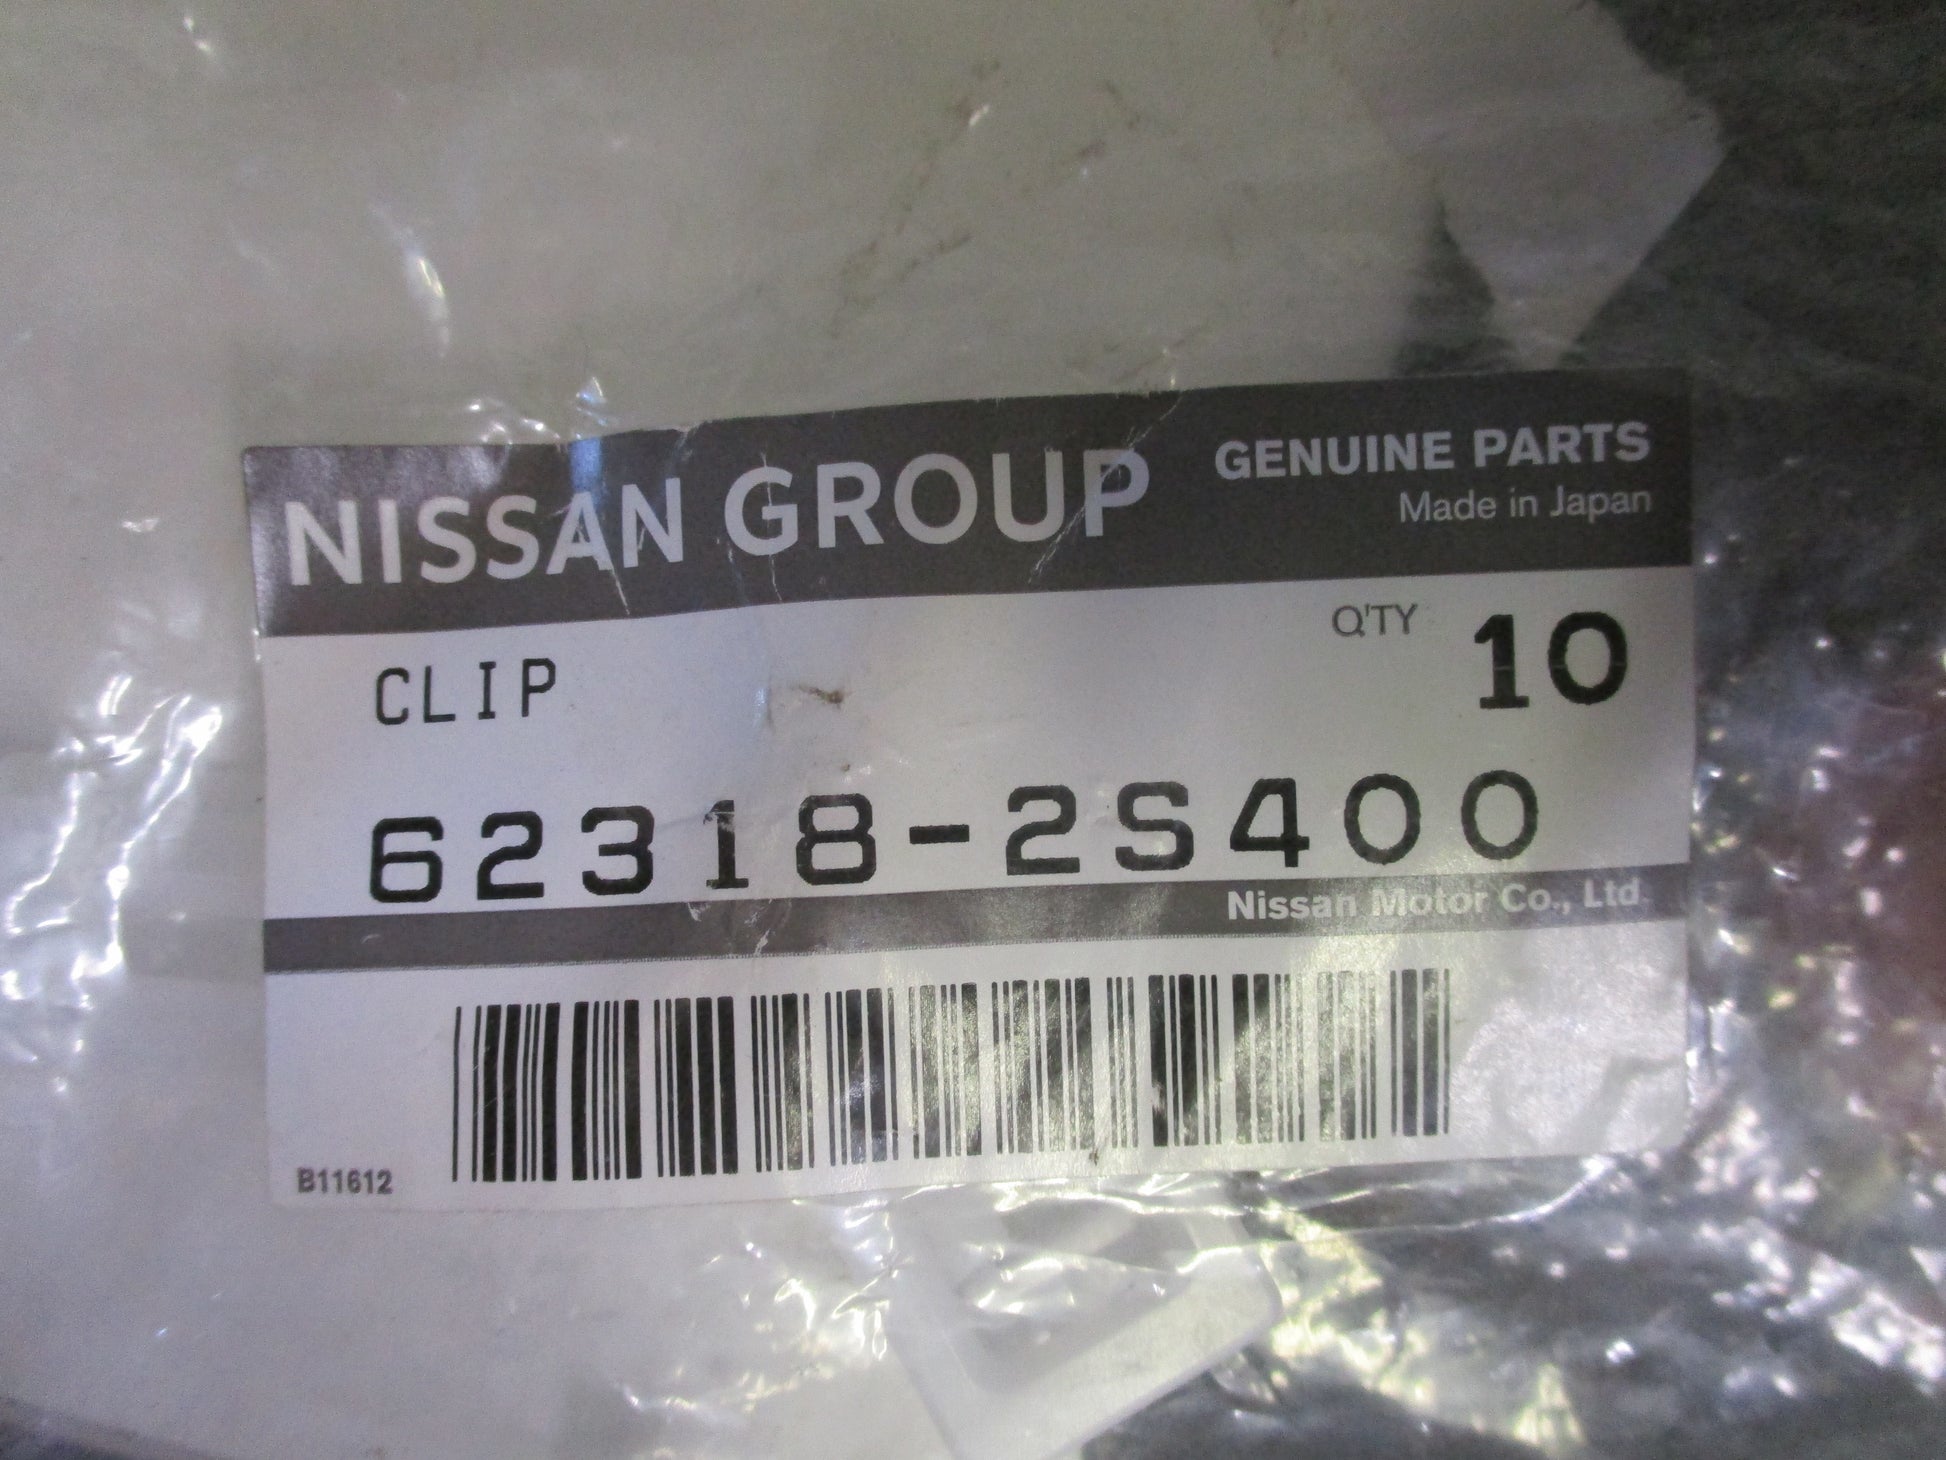 NISSAN GROUP
GENUINE PARTS
Made in Japan
CLIP
Q'TY 10
62318-2S400
Nissan Motor Co., Ltd.
B11612